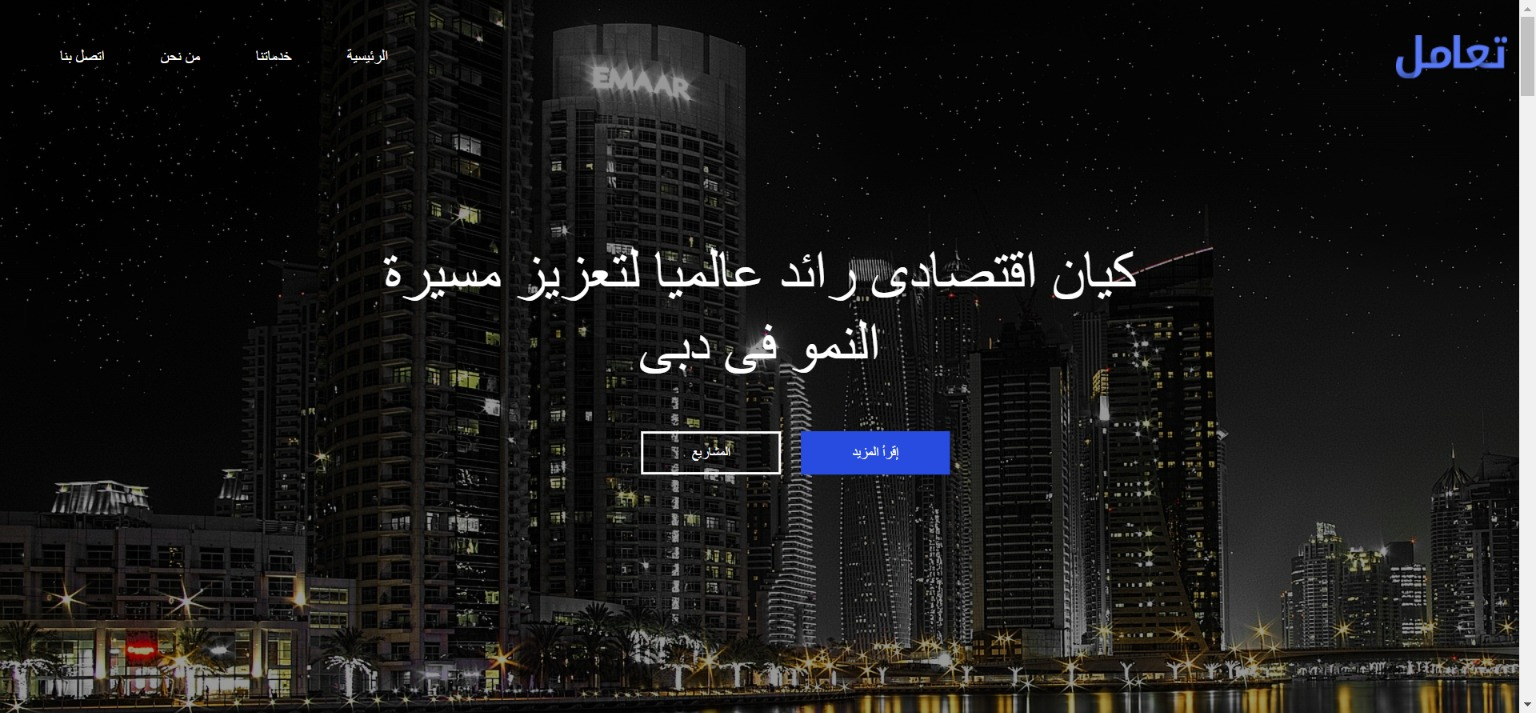 تعامل
الرئيسية
خدماتنا
من نحن
اتصل بنا
EMAAR
كيان اقتصادى رائد عالميا لتعزيز مسيرة
النمو فى دبى
إقرأ المزيد
المشاريع